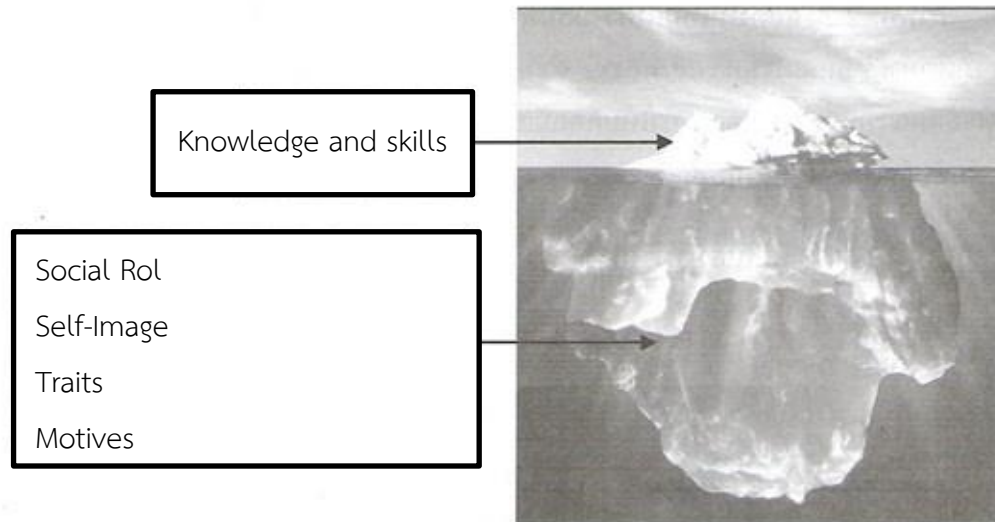 Knowledge and skills
Social Rol
Self-Image
Traits
Motives